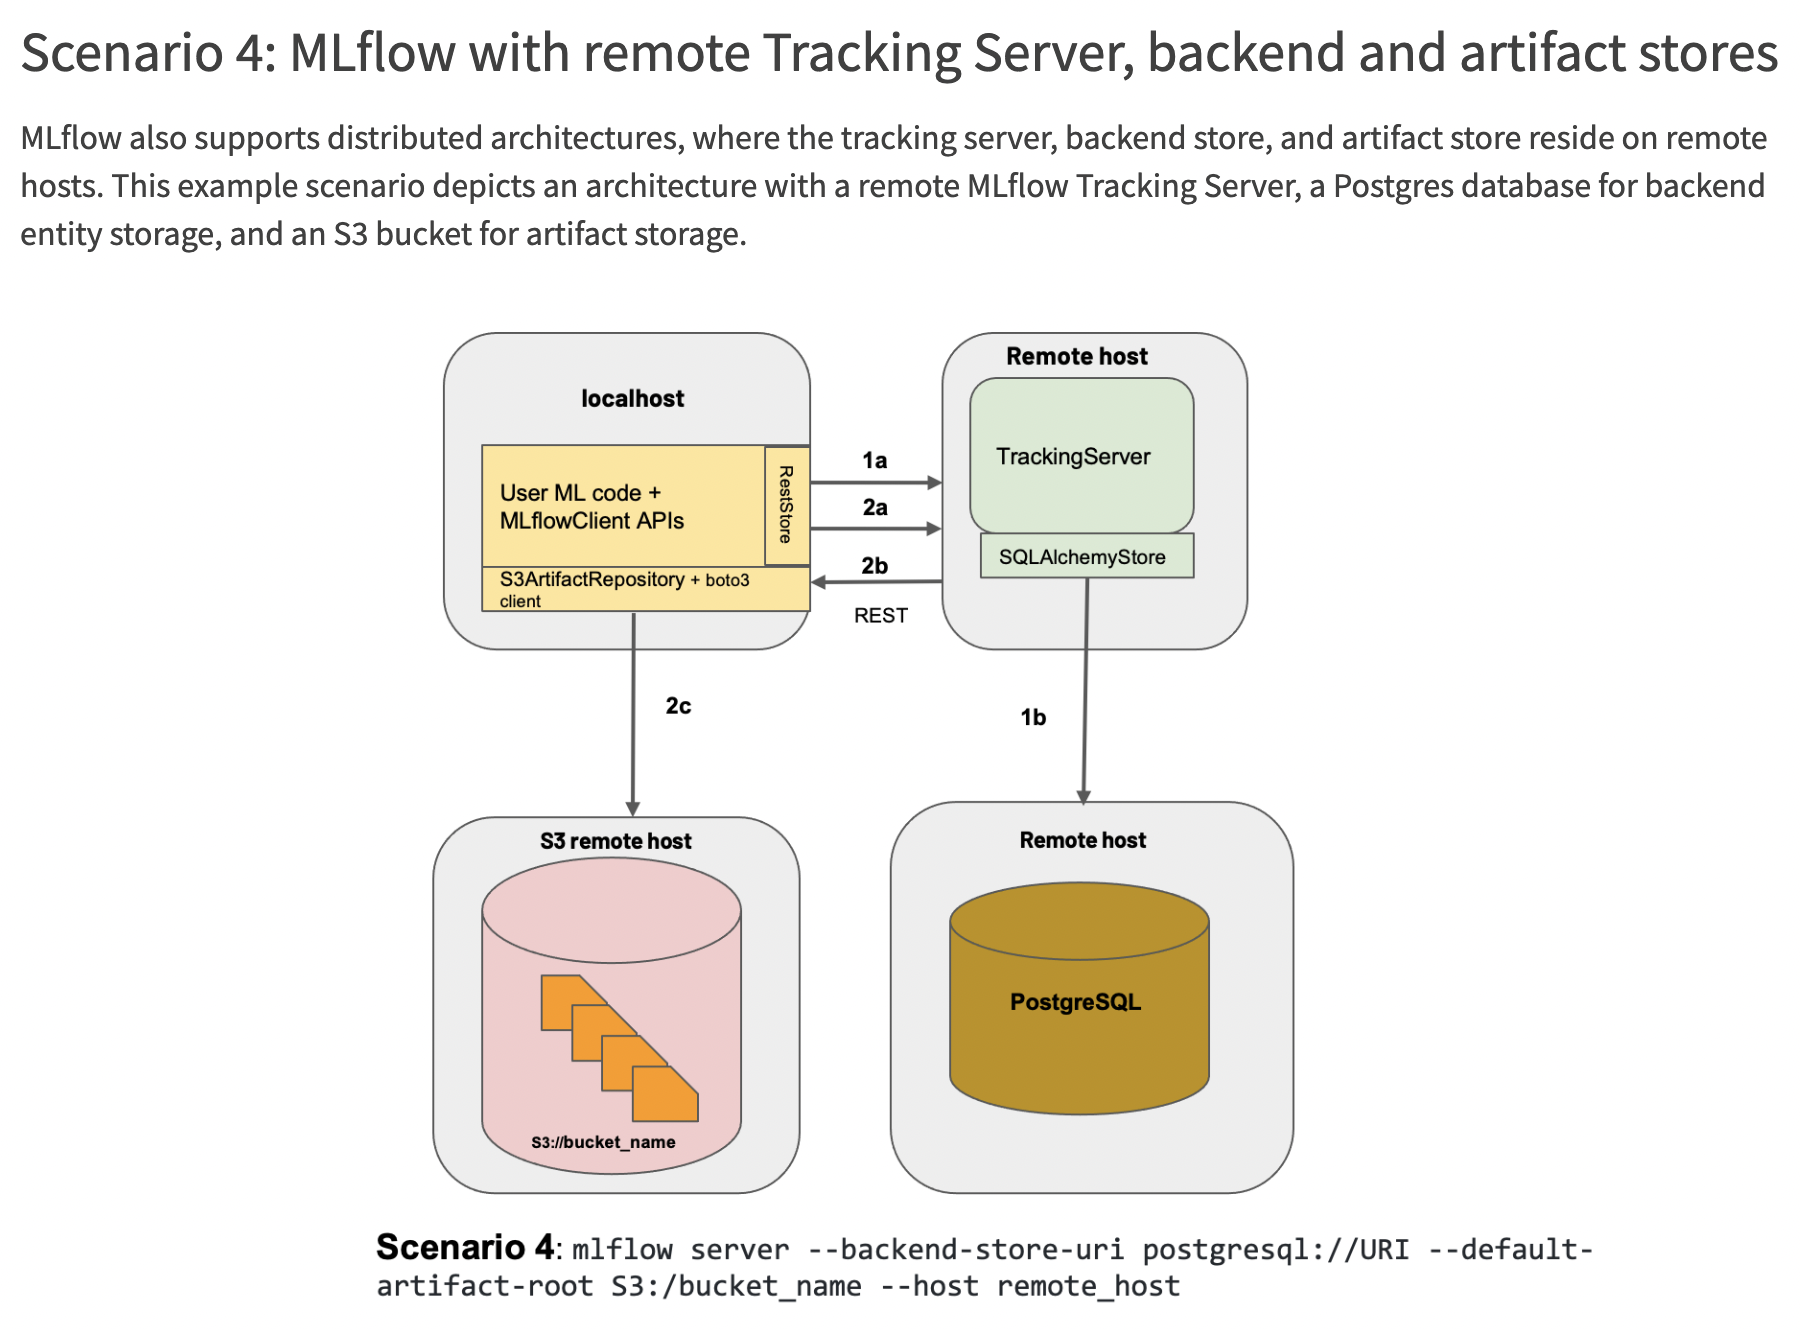 Scenario 4: MLflow with remote Tracking Server, backend and artifact stores
MLflow also supports distributed architectures, where the tracking server, backend store, and artifact store reside on remote
hosts. This example scenario depicts an architecture with a remote MLflow Tracking Server, a Postgres database for backend
entity storage, and an S3 bucket for artifact storage.
localhost
User ML code +
MLflowClient APIs
RestStore
S3ArtifactRepository + boto3
client
1a
2a
2b
REST
Remote host
TrackingServer
SQLAlchemyStore
2c
1b
S3 remote host
S3://bucket_name
Remote host
PostgreSQL
Scenario 4: mlflow server --backend-store-uri postgresql://URI --default-
artifact-root S3:/bucket_name --host remote_host